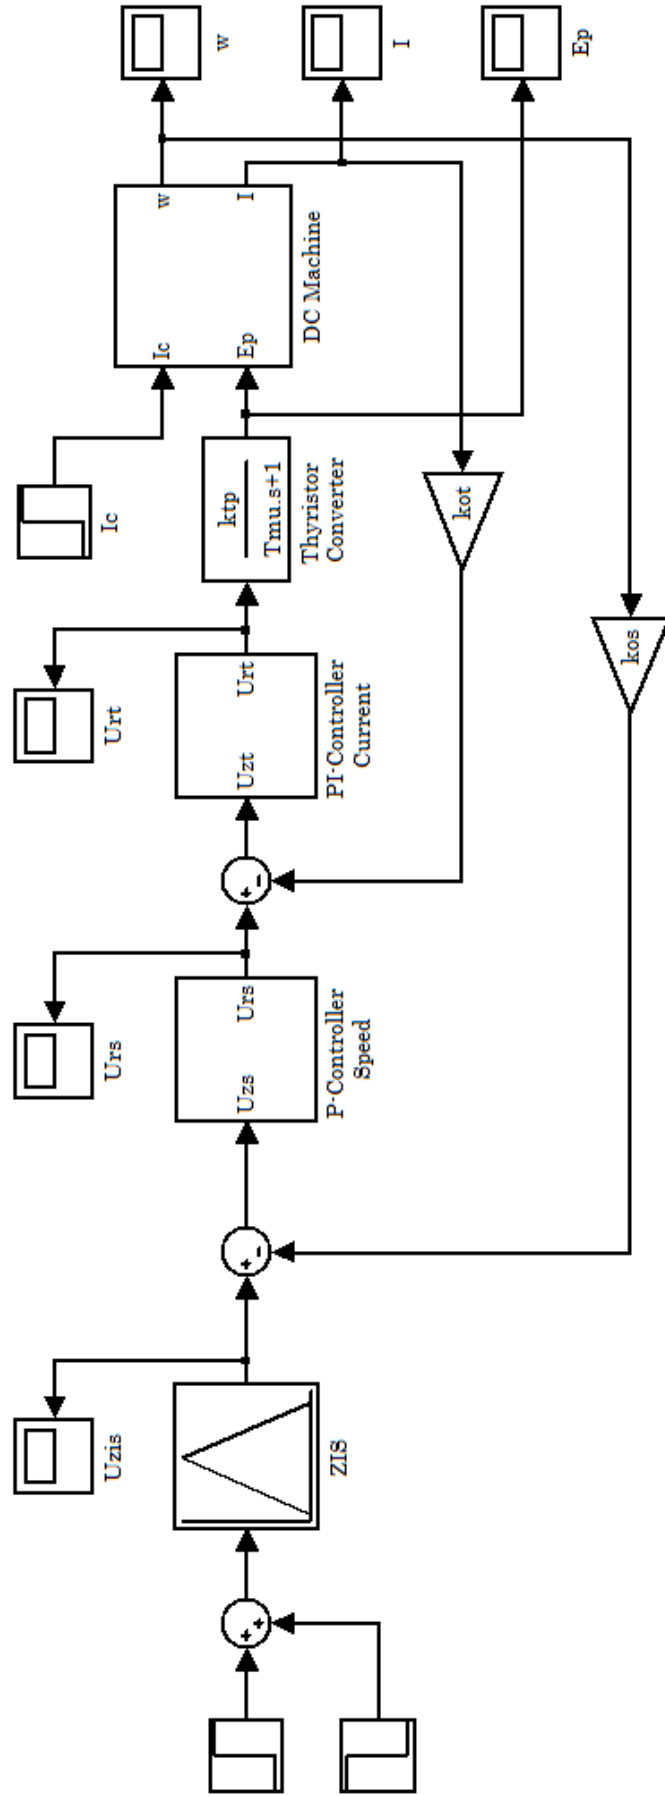 Uzis
Urs
Urt
Ic
w
I
Ep
ZIS
Uzs
Urs
P-Controller
Speed
Uzt
Urt
PI-Controller
Current
ktp
Tmu.s+1
Thyristor
Converter
Ic
Ep
w
I
DC Machine
kot
kos
+
+
+
-
+
-